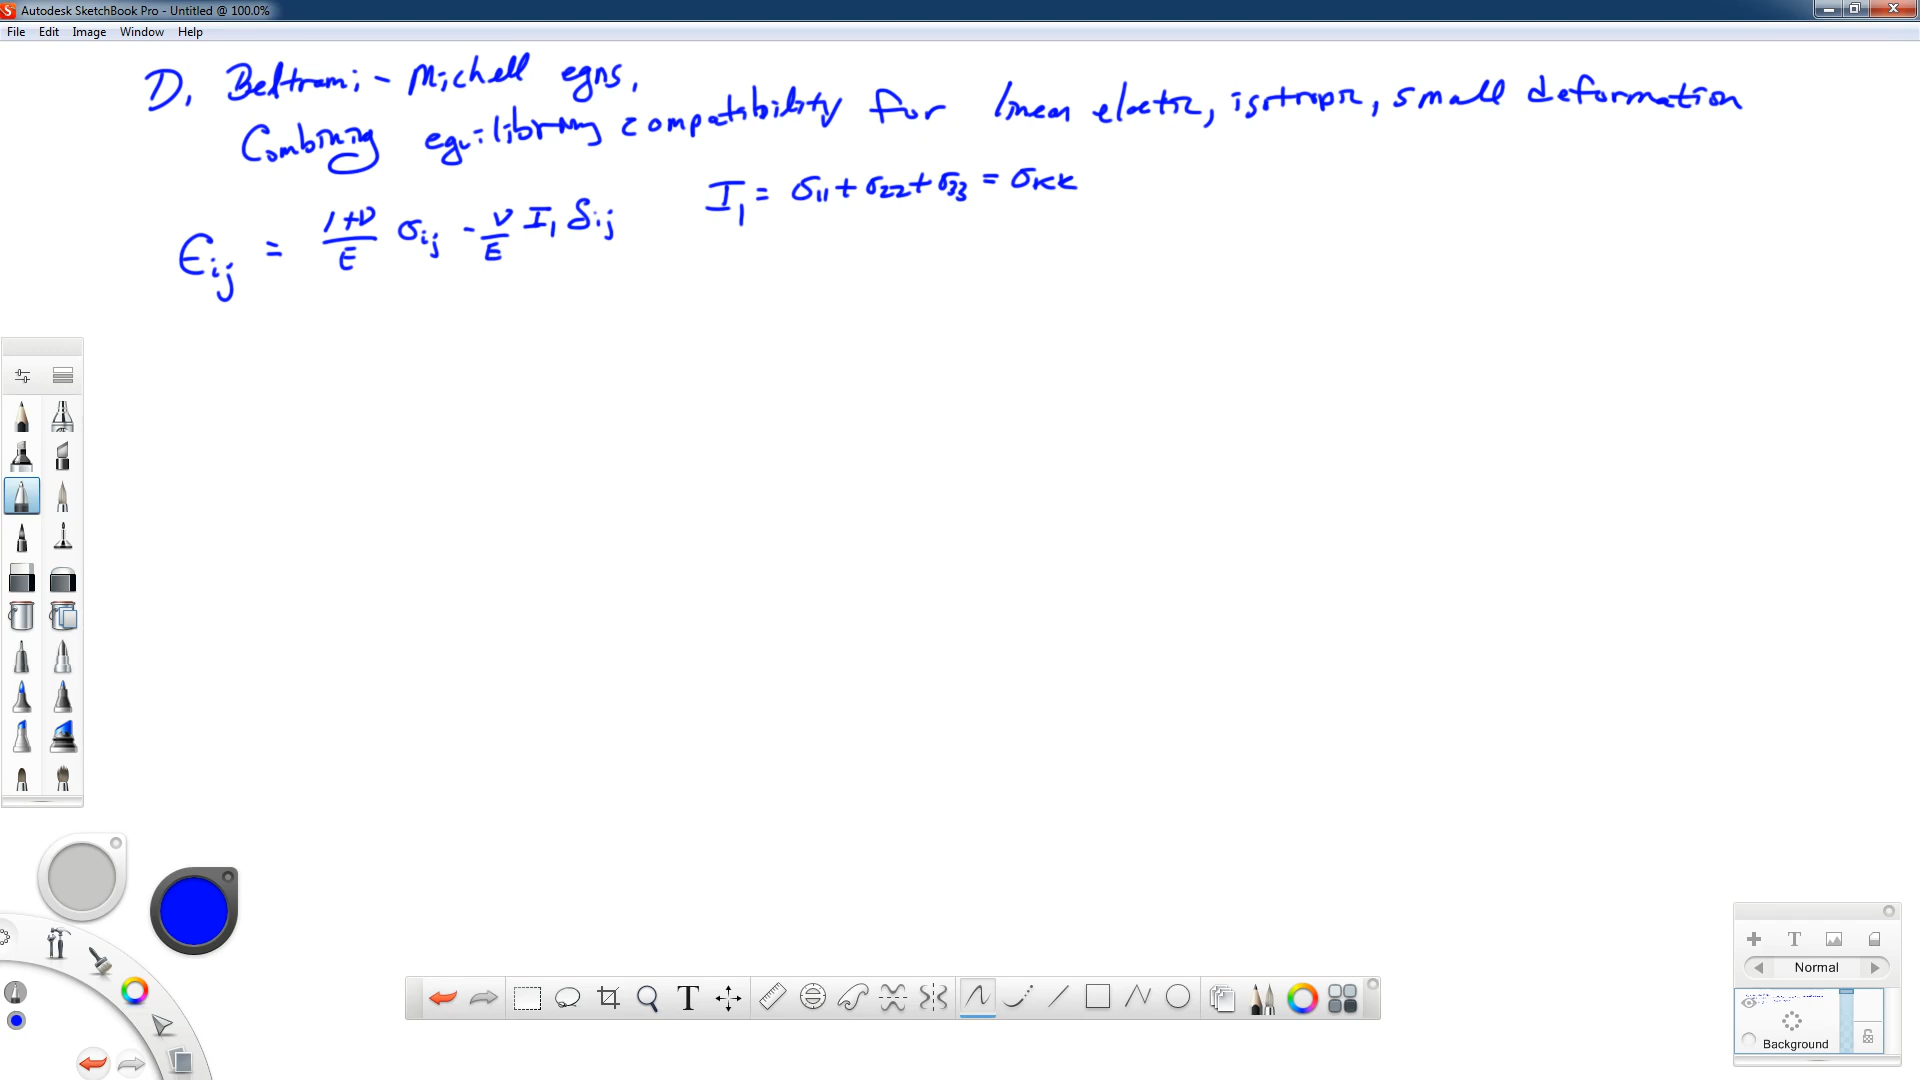 Autodesk SketchBook Pro - Untitled @ 100.0%
File Edit Image Window Help
D. Beltrami - Michell eqns.
Combining equilibrium compatibility for linear elastic, isotropic, small deformation
I₁ = σ₁₁ + σ₂₂ + σ₃₃ = σKK
ϵij = 1+ν/E σij - ν/E I₁ δij
T
T
Normal
Background